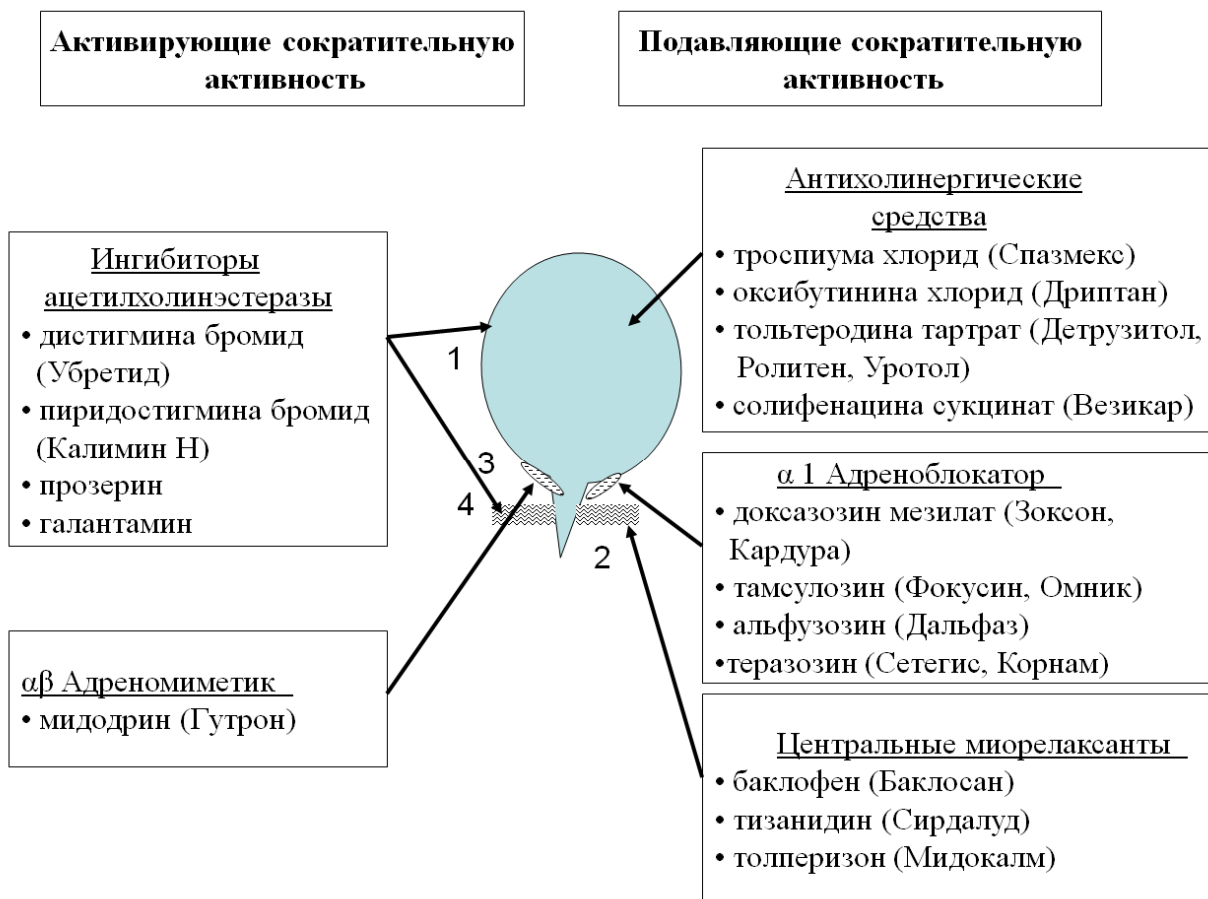 Активирующие сократительную
активность
Подавляющие сократительную
активность
Ингибиторы
ацетилхолинэстеразы
• дистигмина бромид
(Убретид)
• пиридостигмина бромид
(Калимин Н)
• прозерин
• галантамин
αβ Адреномиметик
• мидодрин (Гутрон)
1
3
4
2
Антихолинергические
средства
• троспиума хлорид (Спазмекс)
• оксибутинина хлорид (Дриптан)
• тольтеродина тартрат (Детрузитол,
Ролитен, Уротол)
• солифенацина сукцинат (Везикар)
α 1 Адреноблокатор
• доксазозин мезилат (Зоксон,
Кардура)
• тамсулозин (Фокусин, Омник)
• альфузозин (Дальфаз)
•теразозин (Сетегис, Корнам)
Центральные миорелаксанты
• баклофен (Баклосан)
• тизанидин (Сирдалуд)
• толперизон (Мидокалм)